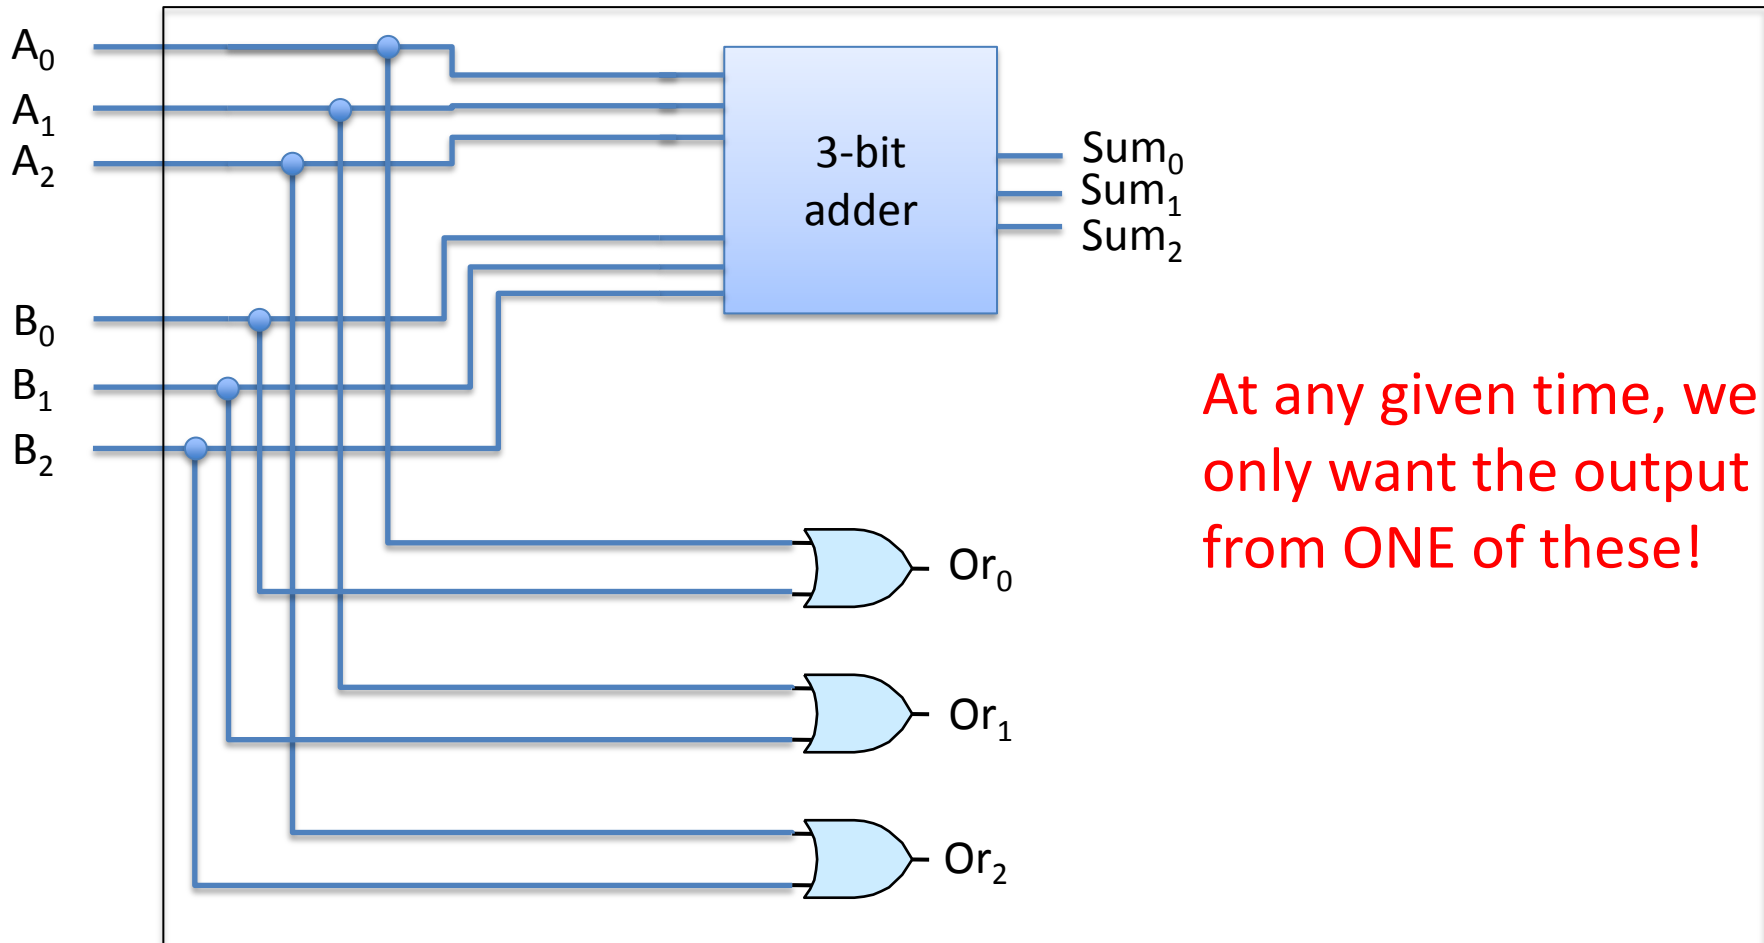 A₀
A₁
A₂
B₀
B₁
B₂
3-bit
adder
Sum₀
Sum₁
Sum₂
At any given time, we
only want the output
from ONE of these!
Or₀
Or₁
Or₂